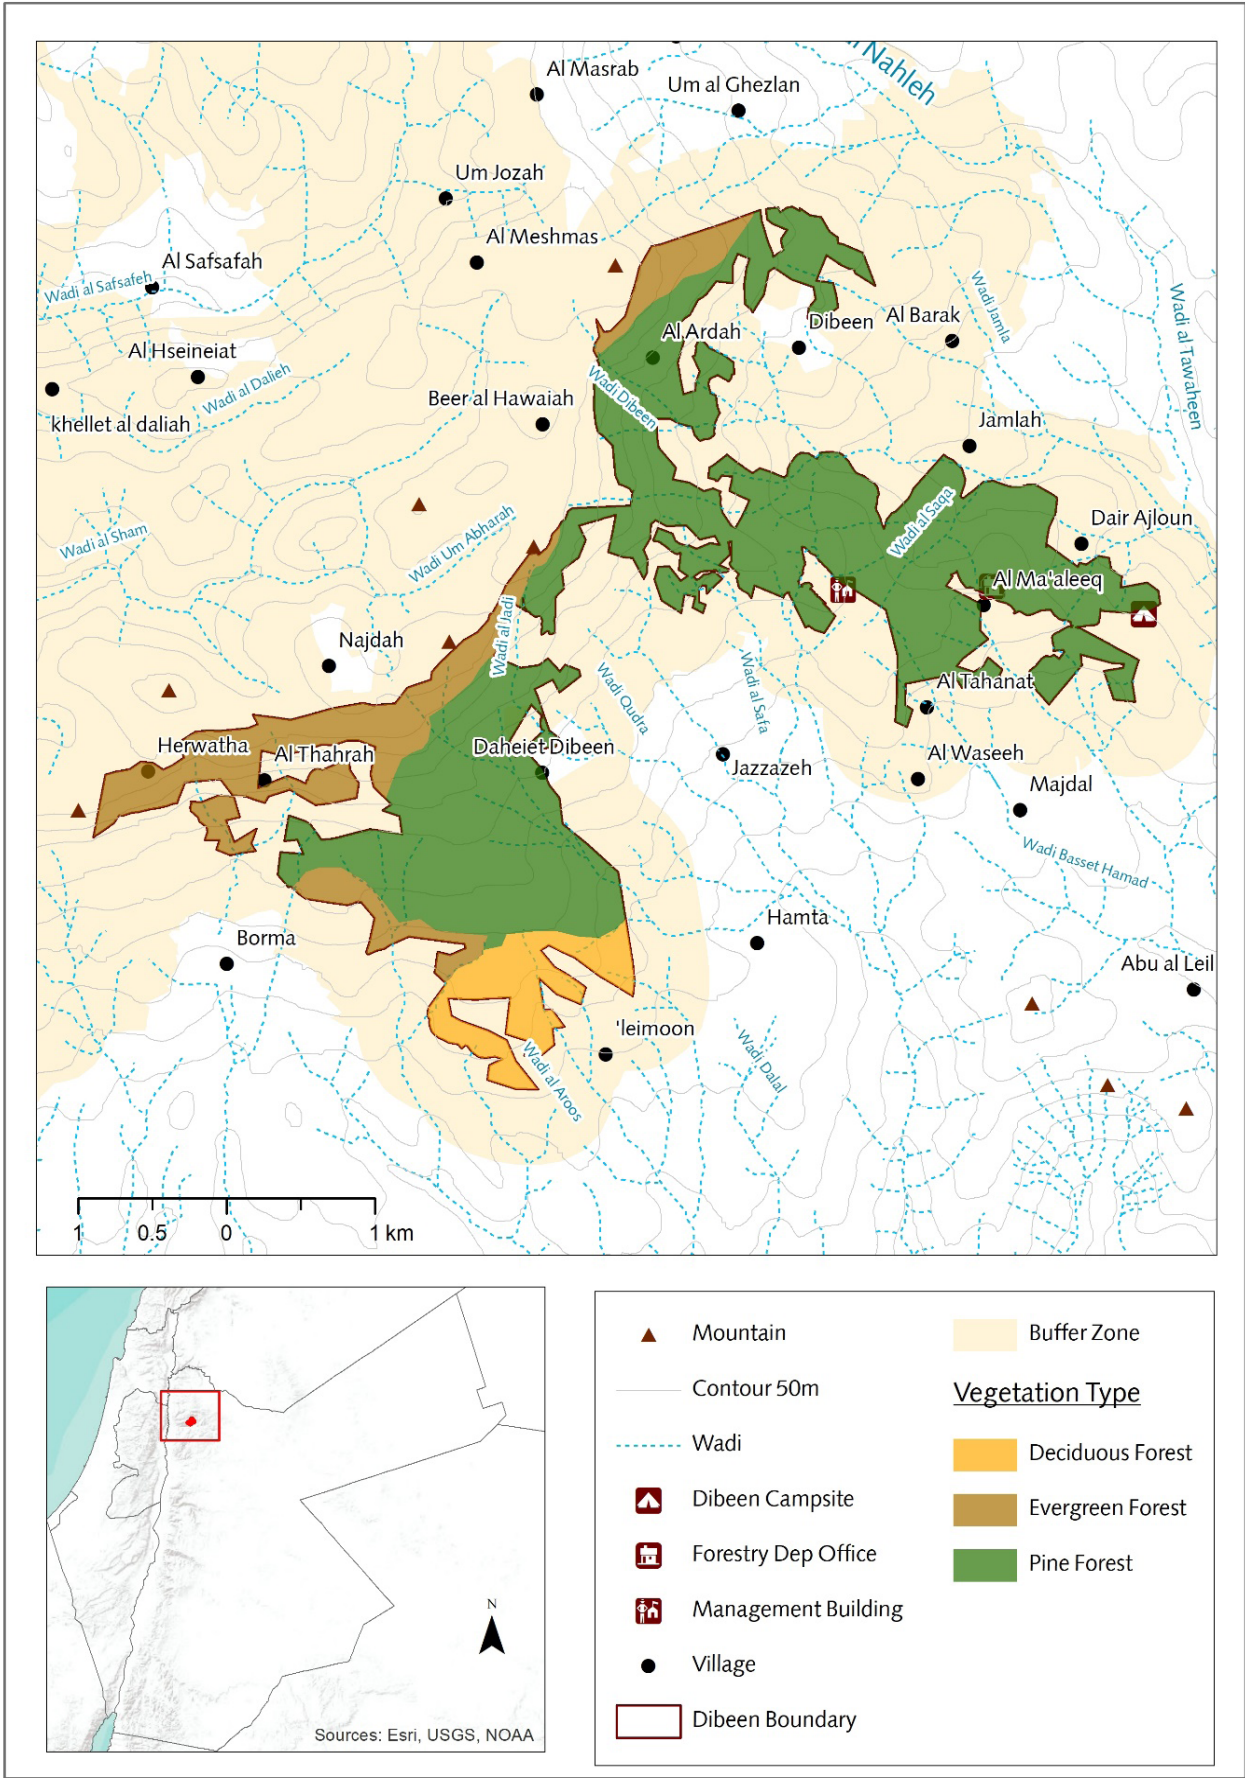 Nahleh
Al Masrab
Um al Ghezlan
Um Jozah
Al Meshmas
Al Safsafah
Wadi al Safsafeh
Wadi Jamla
Wadi al Tawaheen
Al Ardah
Dibeen
Al Barak
Al Hseineiat
Wadi al Dalieh
Wadi Dibeen
Beer al Hawaiah
khellet al daliah
Jamlah
Wadi al Saqa
Dair Ajloun
Wadi al Sham
Wadi Um Abharah
Al Ma'aleeq
Wadi al Jadi
Najdah
Wadi Qudra
Wadi al Safa
Al Tahanat
Herwatha
Al Thahrah
Daheiet Dibeen
Jazzazeh
Al Waseeh
Majdal
Wadi Basset Hamad
Hamta
Borma
Abu al Leil
'leimoon
Wadi al Aroos
Wadi Dalal
1 0.5 0 1 km
N
Sources: Esri, USGS, NOAA
Mountain
Contour 50m
Wadi
Dibeen Campsite
Forestry Dep Office
Management Building
Village
Dibeen Boundary
Buffer Zone
Vegetation Type
Deciduous Forest
Evergreen Forest
Pine Forest